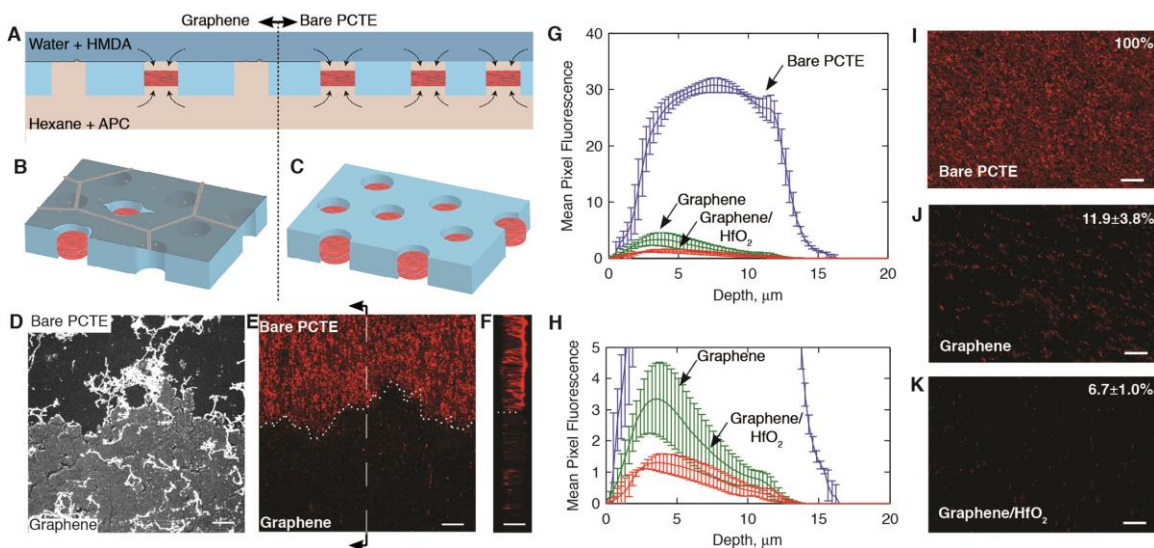 Graphene
Bare PCTE
A
Water + HMDA
Hexane + APC
B
C
D
Bare PCTE
Graphene
E
Bare PCTE
Graphene
F
G
Mean Pixel Fluorescence
40
30
20
10
0
Bare PCTE
Graphene
Graphene/
HfO2
0
5
10
15
20
Depth, μm
H
Mean Pixel Fluorescence
5
4
3
2
1
0
Graphene
Graphene/
HfO2
0
5
10
15
20
Depth, μm
I
100%
Bare PCTE
J
11.9±3.8%
Graphene
K
6.7±1.0%
Graphene/HfO2